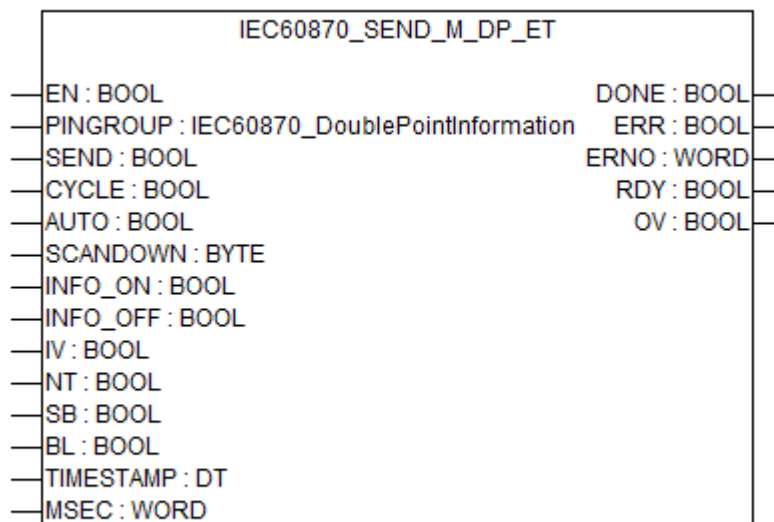 IEC60870_SEND_M_DP_ET
EN : BOOL DONE : BOOL
PINGROUP : IEC60870_DoublePointInformation ERR : BOOL
SEND : BOOL ERNO : WORD
CYCLE : BOOL RDY : BOOL
AUTO : BOOL OV : BOOL
SCANDOWN : BYTE
INFO_ON : BOOL
INFO_OFF : BOOL
IV : BOOL
NT : BOOL
SB : BOOL
BL : BOOL
TIMESTAMP : DT
MSEC : WORD